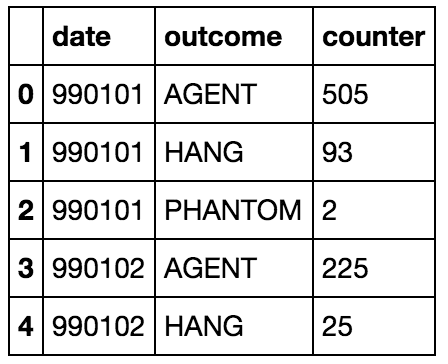 date outcome counter
0 990101 AGENT 505
1 990101 HANG 93
2 990101 PHANTOM 2
3 990102 AGENT 225
4 990102 HANG 25